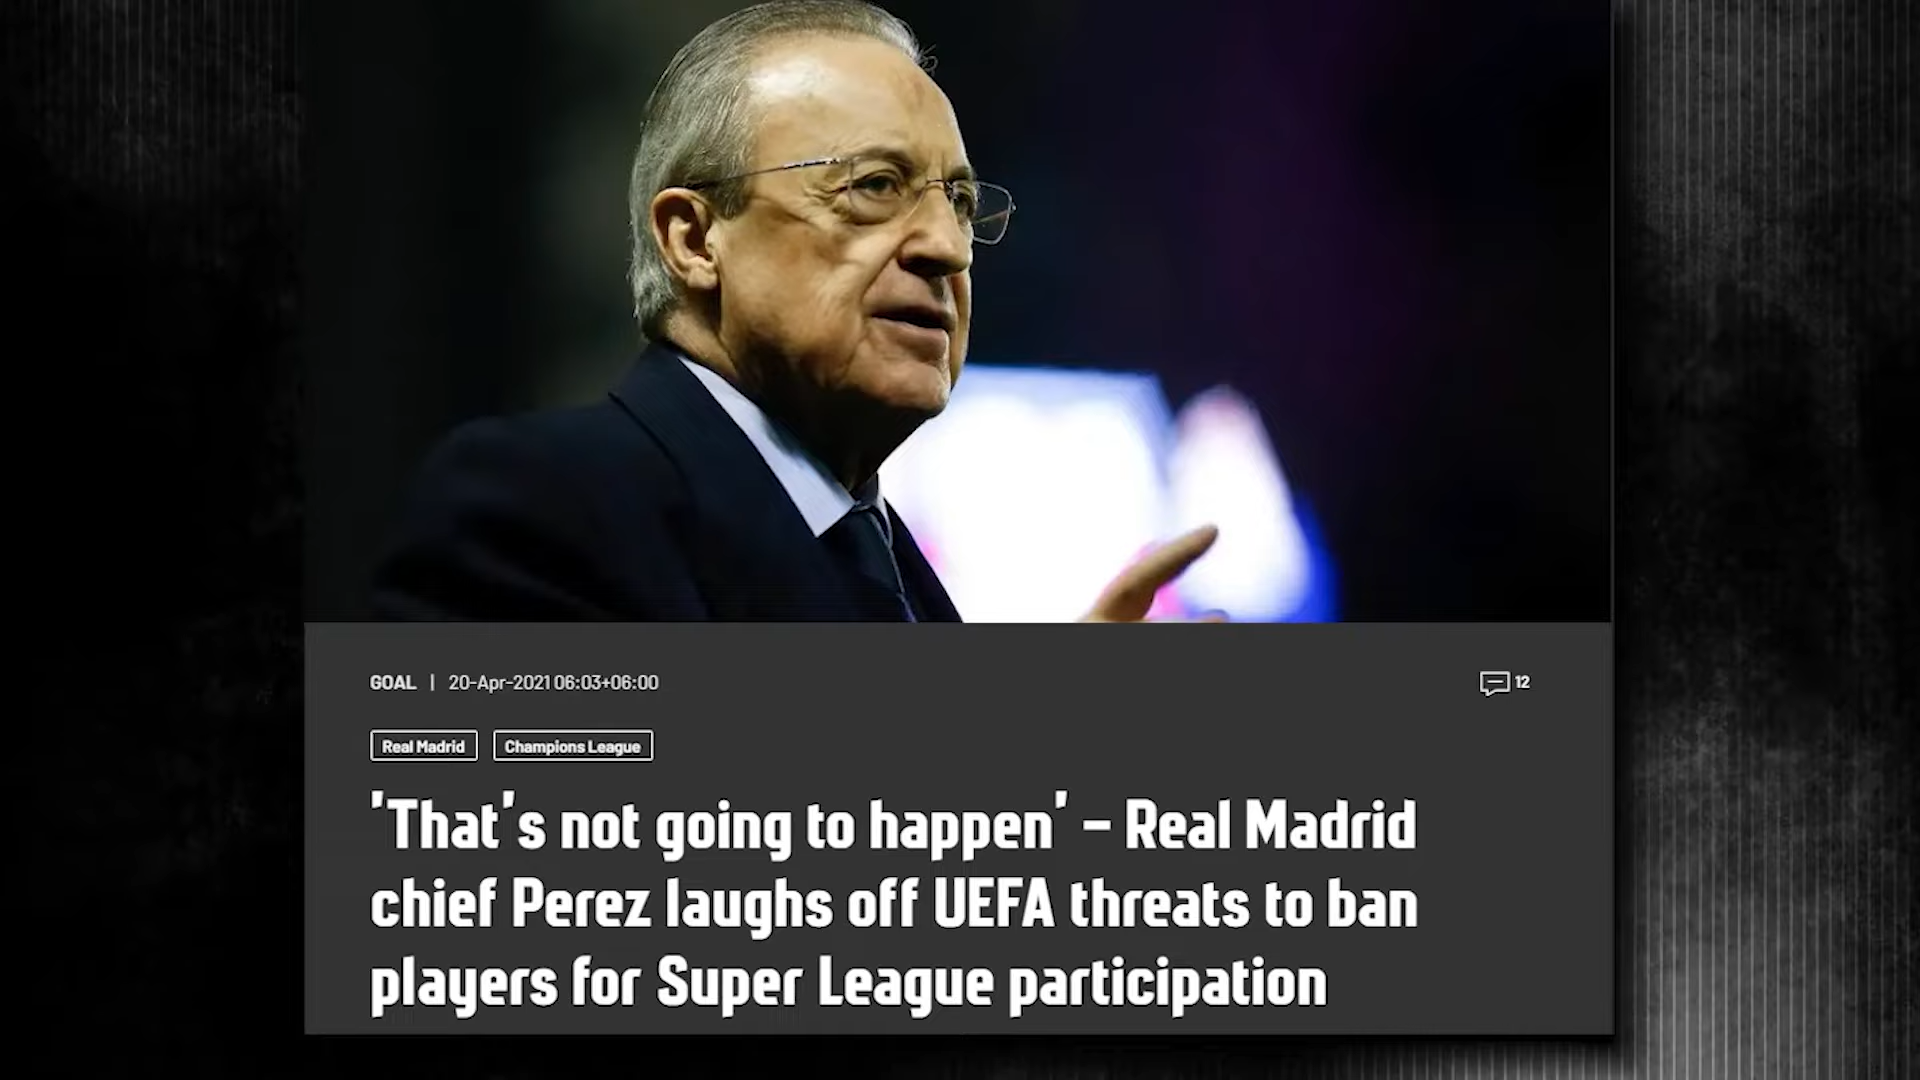 GOAL | 20-Apr-2021 06:03+06:00
12
Real Madrid
Champions League
'That's not going to happen' – Real Madrid
chief Perez laughs off UEFA threats to ban
players for Super League participation